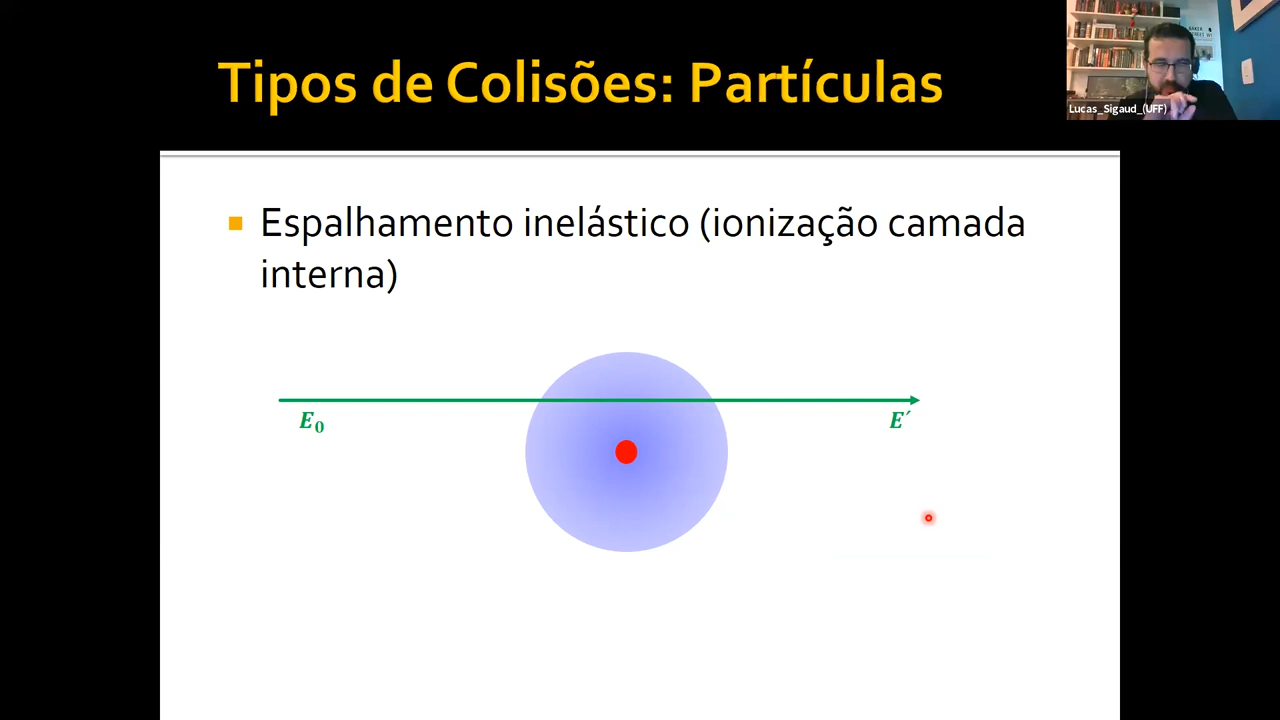 Tipos de Colisões: Partículas
Lucas_Sigaud_(UFF)
Espalhamento inelástico (ionização camada
interna)
E₀
E´